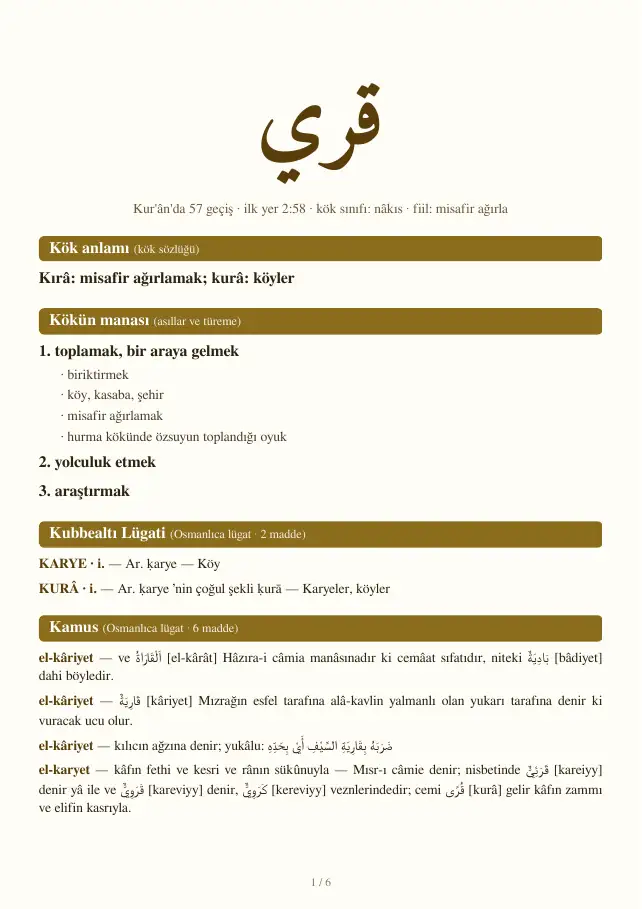 قري
Kur'ân'da 57 geçiş · ilk yer 2:58 · kök sınıfı: nâkıs · fiil: misafir ağırla
Kök anlamı (kök sözlüğü)
Kırâ: misafir ağırlamak; kurâ: köyler
Kökün manası (asıllar ve türeme)
1. toplamak, bir araya gelmek
· biriktirmek
· köy, kasaba, şehir
· misafir ağırlamak
· hurma kökünde özsuyun toplandığı oyuk
2. yolculuk etmek
3. araştırmak
Kubbealtı Lügati (Osmanlıca lügat · 2 madde)
KARYE · i. — Ar. ḳarye — Köy
KURÂ · i. — Ar. ḳarye 'nin çoğul şekli ḳurā — Karyeler, köyler
Kamus (Osmanlıca lügat · 6 madde)
el-kâriyet — ve اَلْقَارَاةُ [el-kârât] Hâzıra-i câmia manâsınadır ki cemâat sıfatıdır, niteki بَادِيَةٌ [bâdiyet]
dahi böyledir.
el-kâriyet — قَارِيَةٌ [kâriyet] Mızrağın esfel tarafına alâ-kavlin yalmanlı olan yukarı tarafına denir ki
vuracak ucu olur.
el-kâriyet — kılıcın ağzına denir; yukâlu: ضَرَبَهُ بِقَارِيَةِ السَّيْفِ أَيْ بِحَدِّهِ
el-karyet — kâfın fethi ve kesri ve rânın sükûnuyla — Mısr-ı câmie denir; nisbetinde قَرَئِيٌّ [kareiyy]
denir yâ ile ve قَرَوِيٌّ [kareviyy] denir, كَرَوِيٌّ [kereviyy] veznlerindedir; cemi قُرًى [kurâ] gelir kâfın zammı
ve elifin kasrıyla.
1 / 6